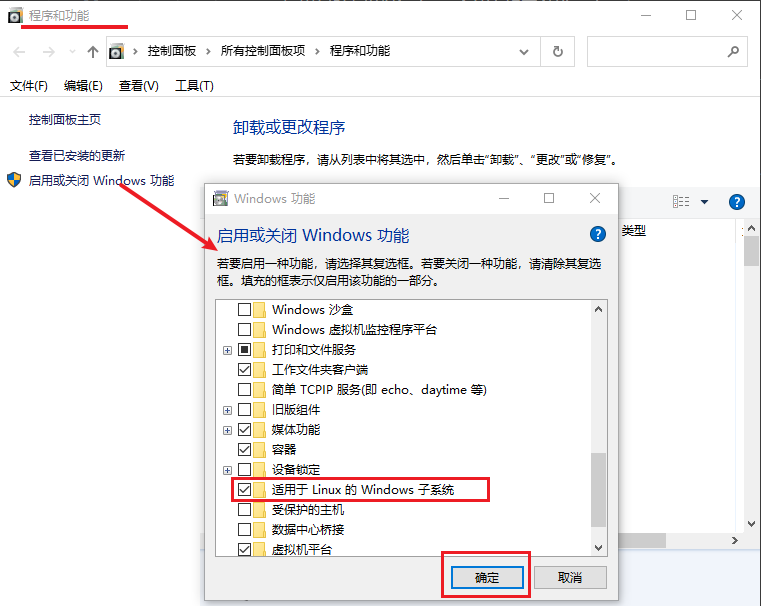 程序和功能
控制面板 › 所有控制面板项 › 程序和功能
文件(F) 编辑(E) 查看(V) 工具(T)
控制面板主页
查看已安装的更新
启用或关闭 Windows 功能
卸载或更改程序
若要卸载程序，请从列表中将其选中，然后单击“卸载”、“更改”或“修复”。
类型
Windows 功能
启用或关闭 Windows 功能
若要启用一种功能，请选择其复选框。若要关闭一种功能，请清除其复选
框。填充的框表示仅启用该功能的一部分。
Windows 沙盒
Windows 虚拟机监控程序平台
打印和文件服务
工作文件夹客户端
简单 TCPIP 服务(即 echo、daytime 等)
旧版组件
媒体功能
容器
设备锁定
适用于 Linux 的 Windows 子系统
受保护的主机
数据中心桥接
虚拟机平台
确定
取消